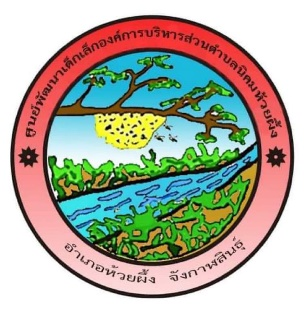 ศูนย์พัฒนาเด็กเล็กองค์การบริหารส่วนตำบลนิคมห้วยผึ้ง
อำเภอห้วยผึ้ง จังกาฬสินธุ์